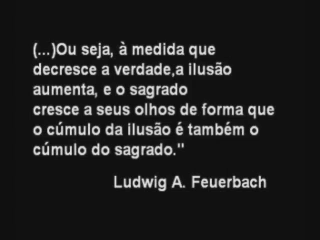 (...)Ou seja, à medida que
decresce a verdade,a ilusão
aumenta, e o sagrado
cresce a seus olhos de forma que
o cúmulo da ilusão é também o
cúmulo do sagrado."
Ludwig A. Feuerbach